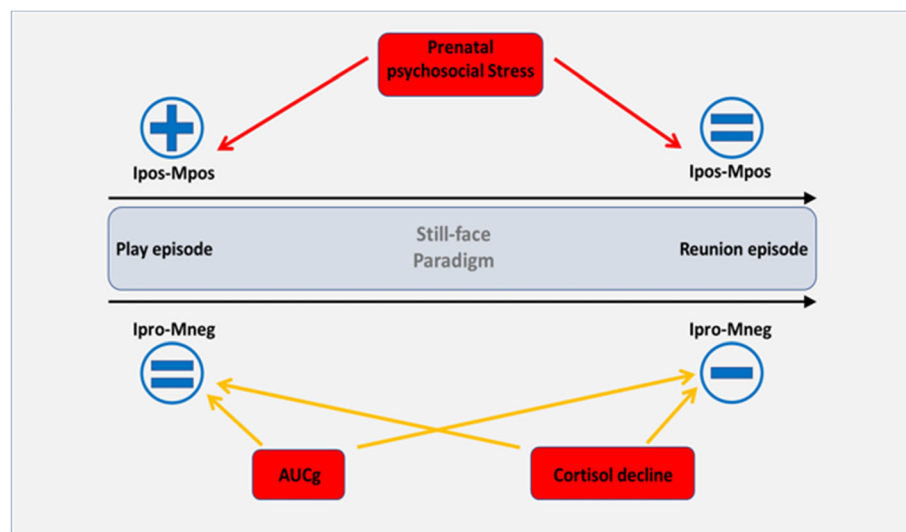 Prenatal
psychosocial Stress
Ipos-Mpos
Ipos-Mpos
Play episode
Still-face
Paradigm
Reunion episode
Ipro-Mneg
Ipro-Mneg
AUCg
Cortisol decline